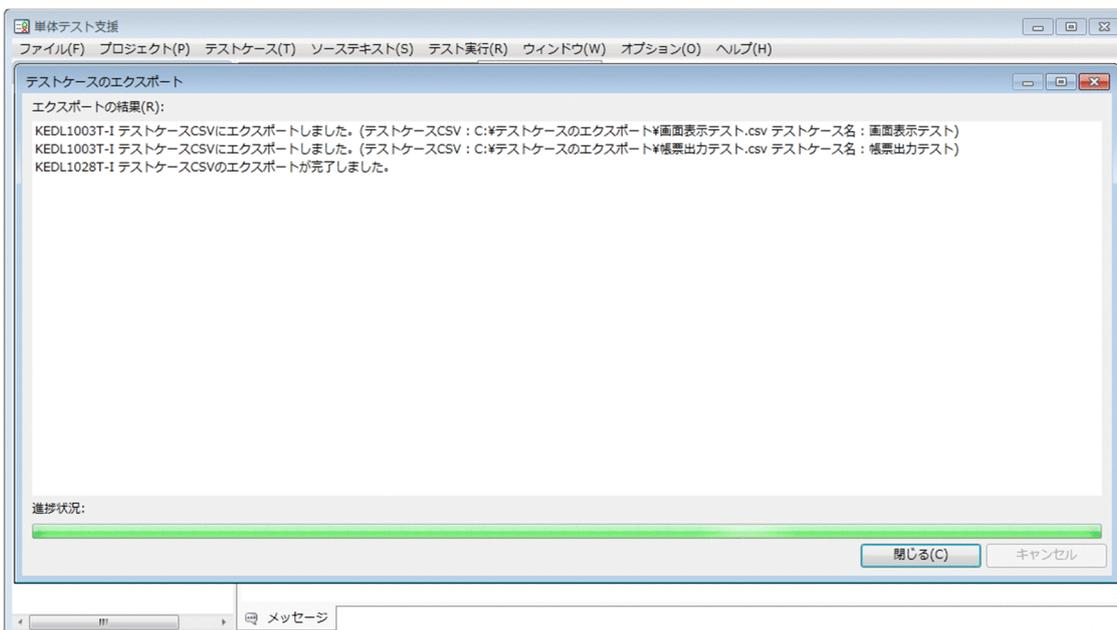 単体テスト支援
ファイル(F) プロジェクト(P) テストケース(T) ソーステキスト(S) テスト実行(R) ウィンドウ(W) オプション(O) ヘルプ(H)
テストケースのエクスポート
エクスポートの結果(R):
KEDL1003T-I テストケースCSVにエクスポートしました。(テストケースCSV : C:¥テストケースのエクスポート¥画面表示テスト.csv テストケース名 : 画面表示テスト)
KEDL1003T-I テストケースCSVにエクスポートしました。(テストケースCSV : C:¥テストケースのエクスポート¥帳票出力テスト.csv テストケース名 : 帳票出力テスト)
KEDL1028T-I テストケースCSVのエクスポートが完了しました。
進捗状況:
閉じる(C) キャンセル
メッセージ